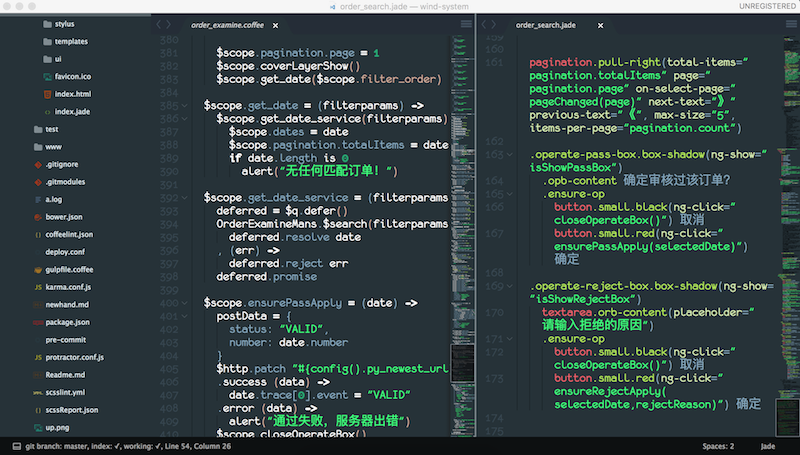 order_search.jade — wind-system
UNREGISTERED
stylus
templates
ui
favicon.ico
index.html
index.jade
test
www
.gitignore
.gitmodules
a.log
bower.json
coffeelint.json
deploy.conf
gulpfile.coffee
karma.conf.js
newhand.md
package.json
pre-commit
protractor.conf.js
Readme.md
scsslint.yml
scssReport.json
up.png
order_examine.coffee ×
380
381 $scope.pagination.page = 1
382 $scope.coverLayerShow()
383 $scope.get_date($scope.filter_order)
384
385 $scope.get_date = (filterparams) ->
386 $scope.get_date_service(filterparams)
387 $scope.dates = date
388 $scope.pagination.totalItems = date
389 if date.length is 0
390 alert("无任何匹配订单！")
391
392 $scope.get_date_service = (filterparams
393 deferred = $q.defer()
394 OrderExamineMans.$search(filterparams
395 deferred.resolve date
396 , (err) ->
397 deferred.reject err
398 deferred.promise
399
400 $scope.ensurePassApply = (date) ->
401 postData = {
402 status: "VALID",
403 number: date.number
404 }
405 $http.patch "#{config().py_newest_url
406 .success (data) ->
407 date.trace[0].event = "VALID"
408 .error (data) ->
409 alert("通过失败, 服务器出错")
410 $scope.closeOperateBox()
order_search.jade ×
160
161 pagination.pull-right(total-items="
pagination.totalItems" page="
pagination.page" on-select-page="
pageChanged(page)" next-text="》"
previous-text="《", max-size="5",
items-per-page="pagination.count")
162
163 .operate-pass-box.box-shadow(ng-show="
isShowPassBox")
164 .opb-content 确定审核过该订单?
165 .ensure-op
166 button.small.black(ng-click="
closeOperateBox()") 取消
167 button.small.red(ng-click="
ensurePassApply(selectedDate)")
确定
168
169 .operate-reject-box.box-shadow(ng-show=
"isShowRejectBox")
170 textarea.orb-content(placeholder="
请输入拒绝的原因")
171 .ensure-op
172 button.small.black(ng-click="
closeOperateBox()") 取消
173 button.small.red(ng-click="
ensureRejectApply(
selectedDate,rejectReason)") 确定
174
175
git branch: master, index: ✓, working: ✓, Line 54, Column 26
Spaces: 2
Jade